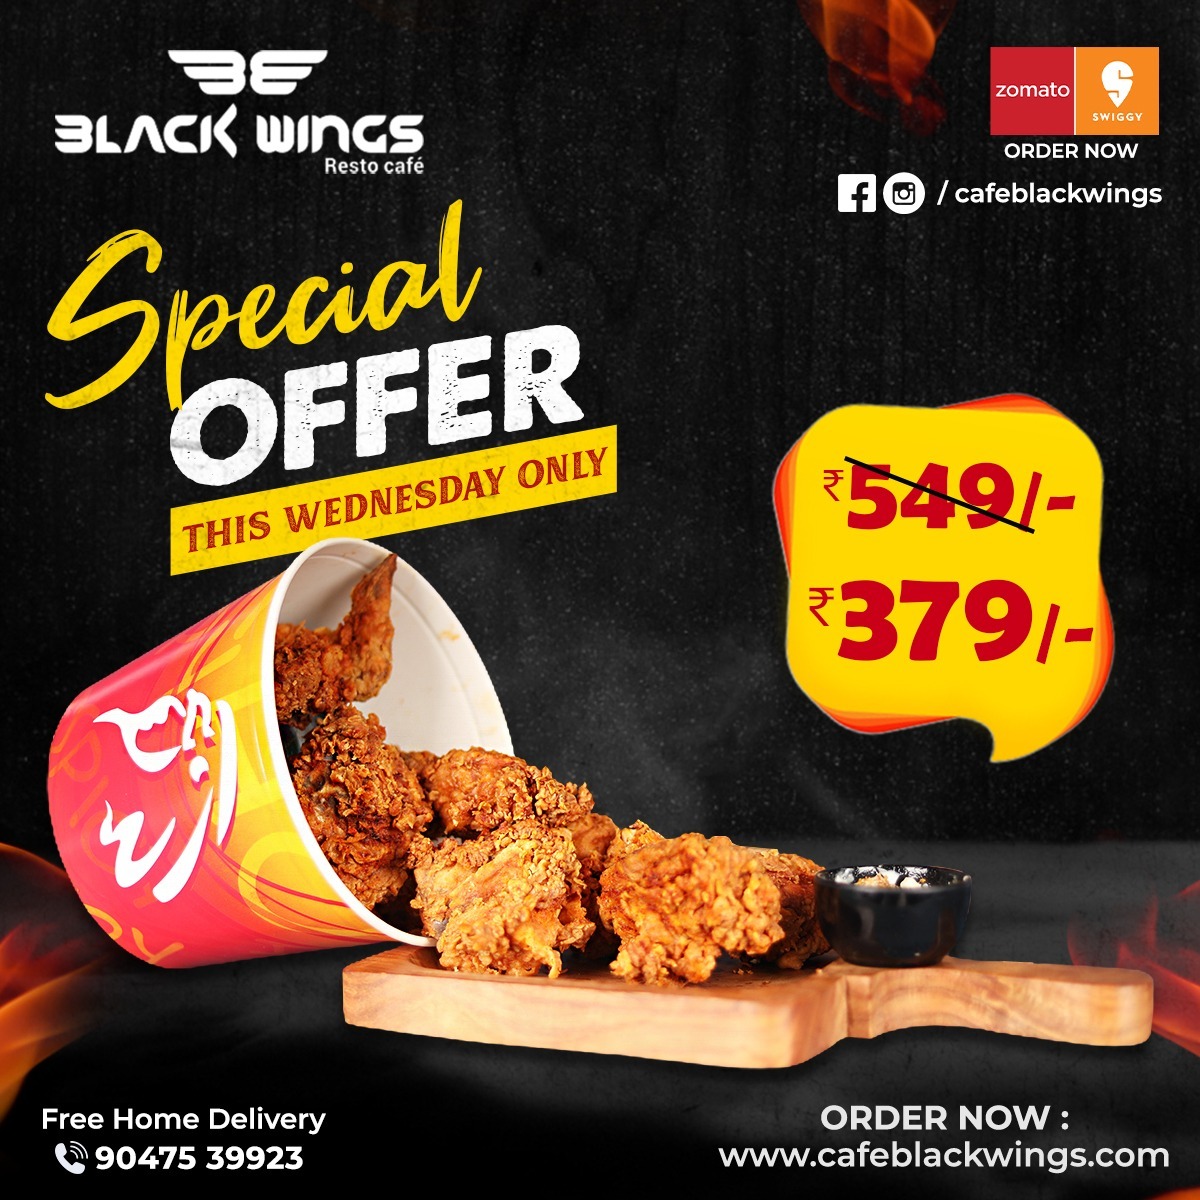 BLACK WINGS
Resto café
zomato
SWIGGY
ORDER NOW
/ cafeblackwings
Special
OFFER
THIS WEDNESDAY ONLY
₹549/-
₹379/-
Free Home Delivery
90475 39923
ORDER NOW :
www.cafeblackwings.com